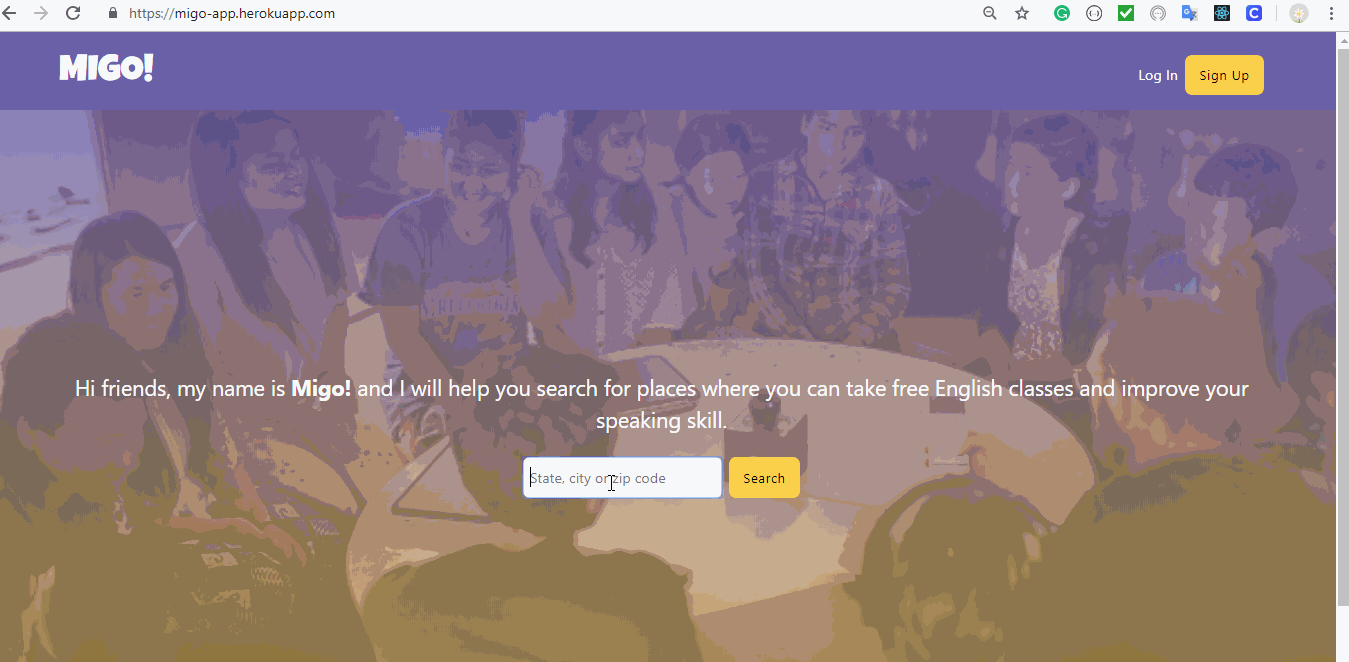 https://migo-app.herokuapp.com
MIGO!
Log In
Sign Up
Hi friends, my name is Migo! and I will help you search for places where you can take free English classes and improve your
speaking skill.
State, city or zip code
Search